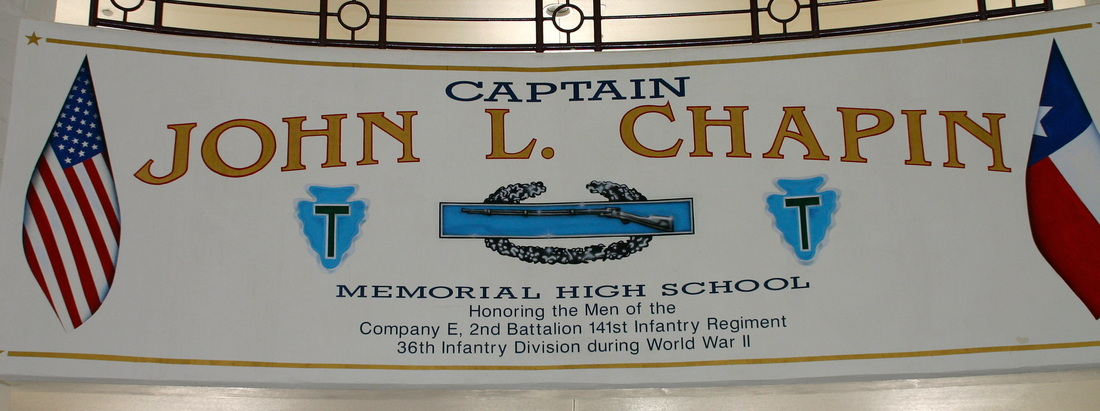 CAPTAIN
JOHN L. CHAPIN
T T
MEMORIAL HIGH SCHOOL
Honoring the Men of the
Company E, 2nd Battalion 141st Infantry Regiment
36th Infantry Division during World War II